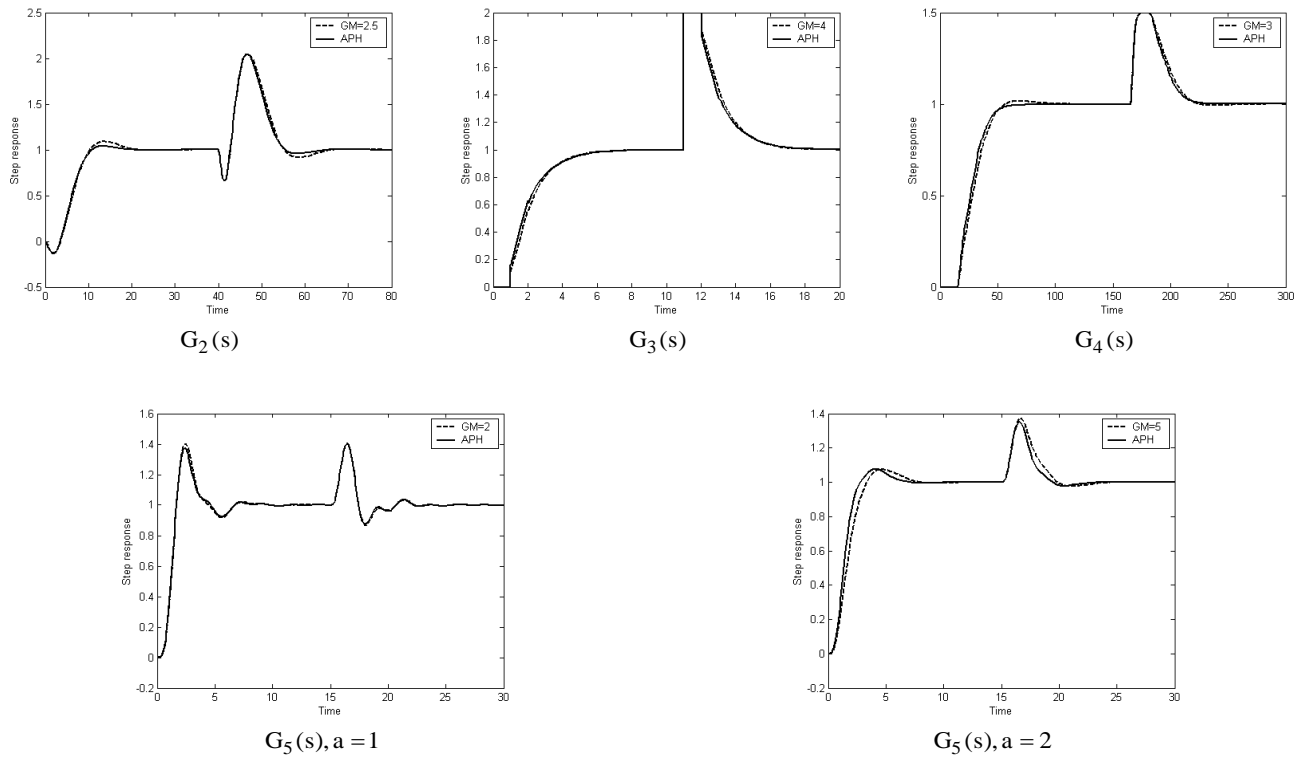 GM=2.5
APH
Step response
2.5
2
1.5
1
0.5
0
-0.5
0 10 20 30 40 50 60 70 80
Time
G2(s)
GM=4
APH
Step response
2
1.8
1.6
1.4
1.2
1
0.8
0.6
0.4
0.2
0
0 2 4 6 8 10 12 14 16 18 20
Time
G3(s)
GM=3
APH
Step response
1.5
1
0.5
0
0 50 100 150 200 250 300
Time
G4(s)
GM=2
APH
Step response
1.6
1.4
1.2
1
0.8
0.6
0.4
0.2
0
-0.2
0 5 10 15 20 25 30
Time
G5(s), a = 1
GM=5
APH
Step response
1.4
1.2
1
0.8
0.6
0.4
0.2
0
-0.2
0 5 10 15 20 25 30
Time
G5(s), a = 2